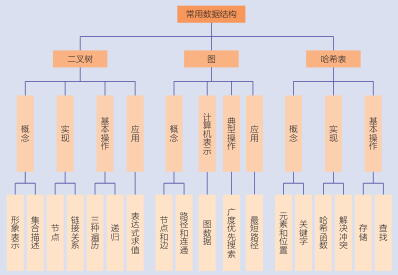 常用数据结构
二叉树
图
哈希表
概念
实现
基本操作
应用
概念
计算机表示
典型操作
应用
概念
实现
基本操作
形象表示
集合描述
节点
链接关系
三种遍历
递归
表达式求值
节点和边
路径和连通
图数据
广度优先搜索
最短路径
元素和位置
关键字
哈希函数
解决冲突
存储
查找